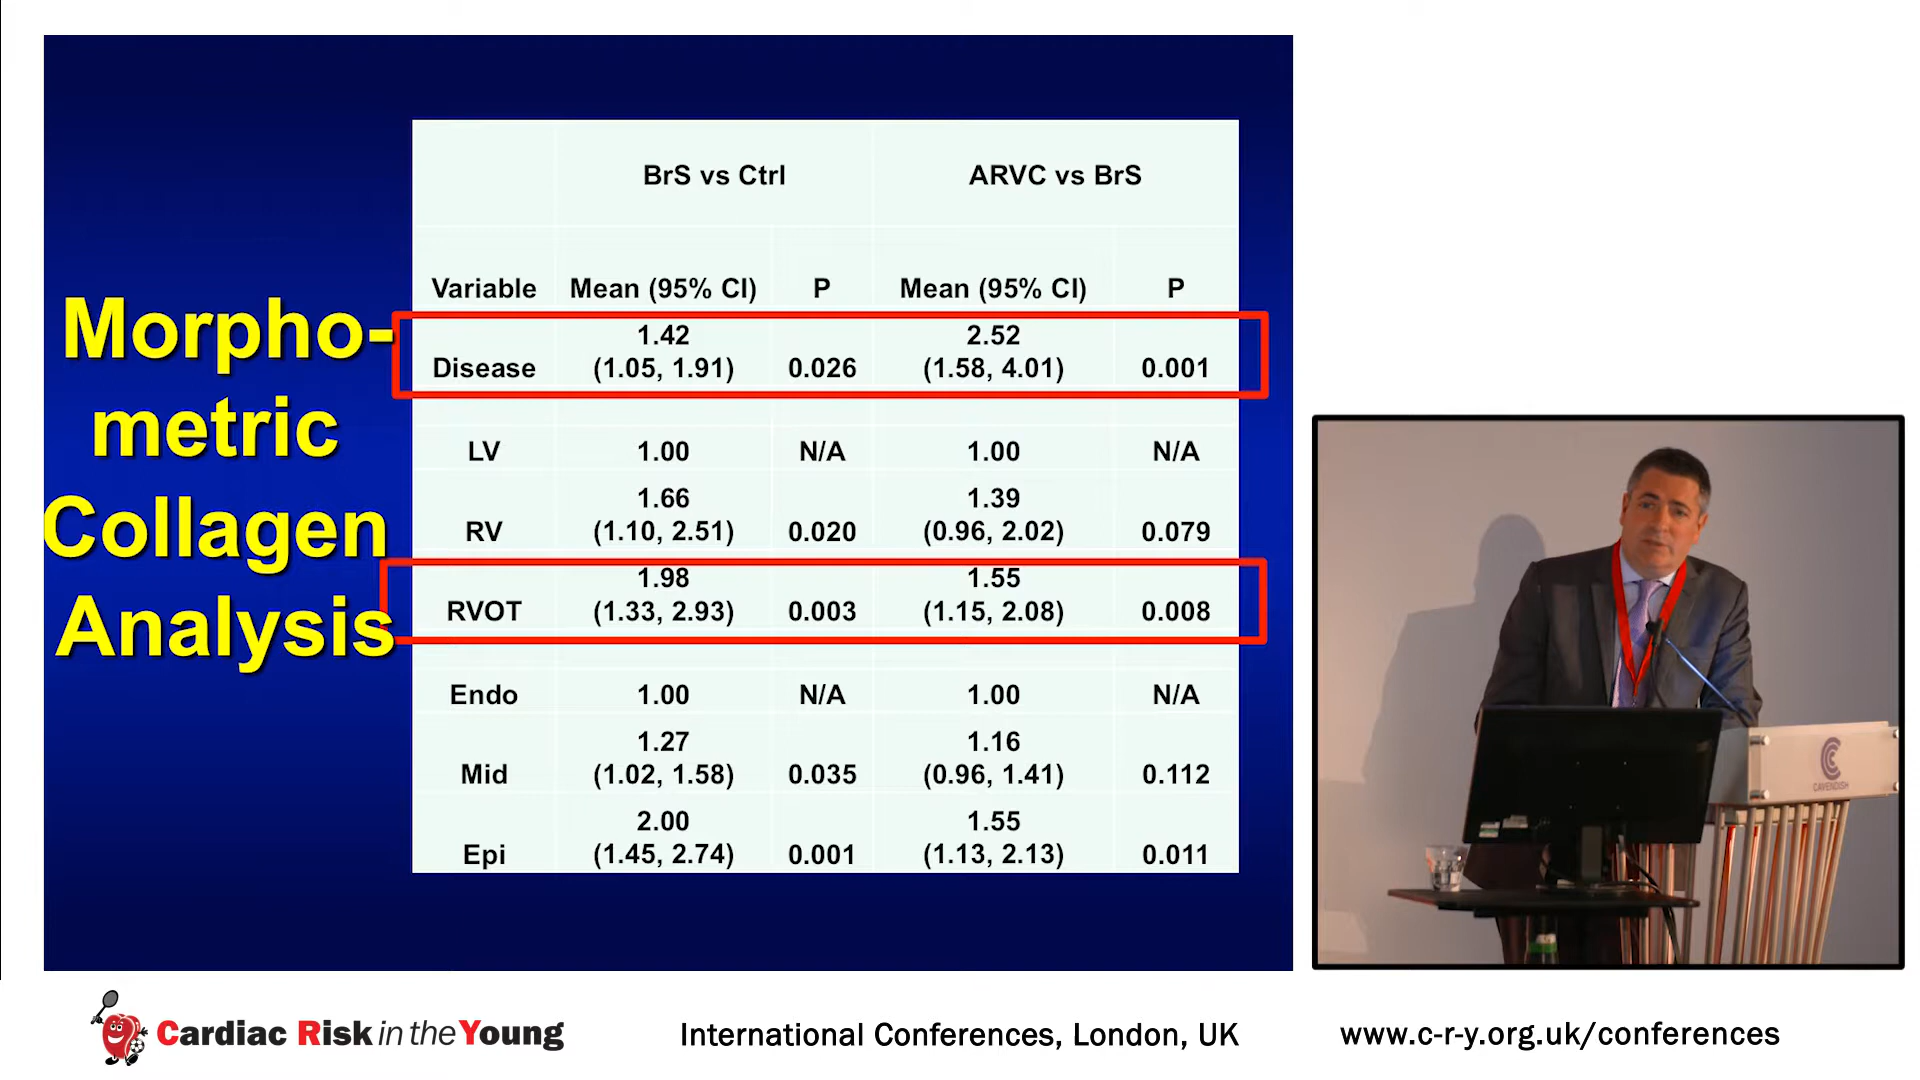 Morpho-
metric
Collagen
Analysis
BrS vs Ctrl ARVC vs BrS
Variable Mean (95% CI) P Mean (95% CI) P
1.42 2.52
Disease (1.05, 1.91) 0.026 (1.58, 4.01) 0.001
LV 1.00 N/A 1.00 N/A
1.66 1.39
RV (1.10, 2.51) 0.020 (0.96, 2.02) 0.079
1.98 1.55
RVOT (1.33, 2.93) 0.003 (1.15, 2.08) 0.008
Endo 1.00 N/A 1.00 N/A
1.27 1.16
Mid (1.02, 1.58) 0.035 (0.96, 1.41) 0.112
2.00 1.55
Epi (1.45, 2.74) 0.001 (1.13, 2.13) 0.011
CAVENDISH
Cardiac Risk in the Young
International Conferences, London, UK
www.c-r-y.org.uk/conferences